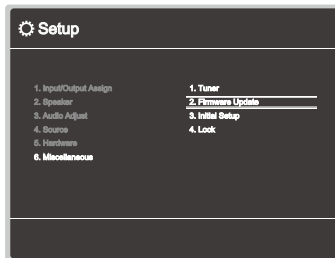 Setup
1. Input/Output Assign
2. Speaker
3. Audio Adjust
4. Source
5. Hardware
6. Miscellaneous
1. Tuner
2. Firmware Update
3. Initial Setup
4. Lock